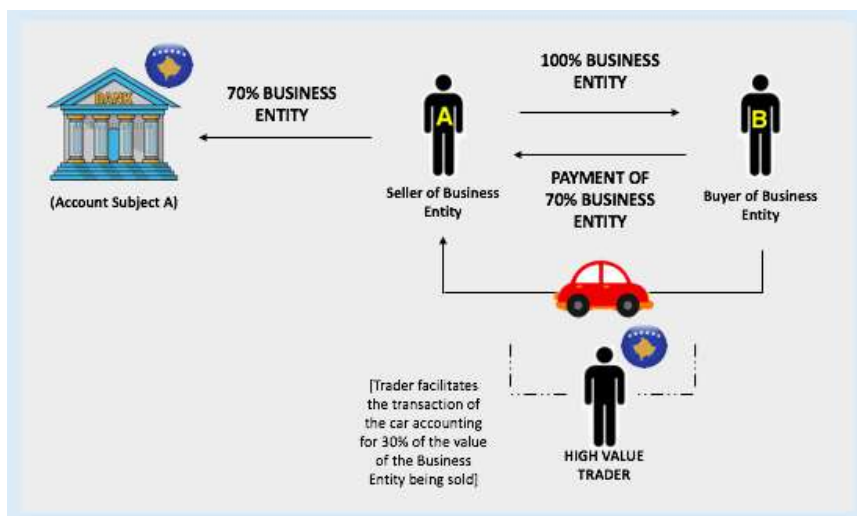 BANK
(Account Subject A)
70% BUSINESS
ENTITY
A
Seller of Business
Entity
100% BUSINESS
ENTITY
PAYMENT OF
70% BUSINESS
ENTITY
B
Buyer of Business
Entity
[Trader facilitates
the transaction of
the car accounting
for 30% of the value
of the Business
Entity being sold]
HIGH VALUE
TRADER